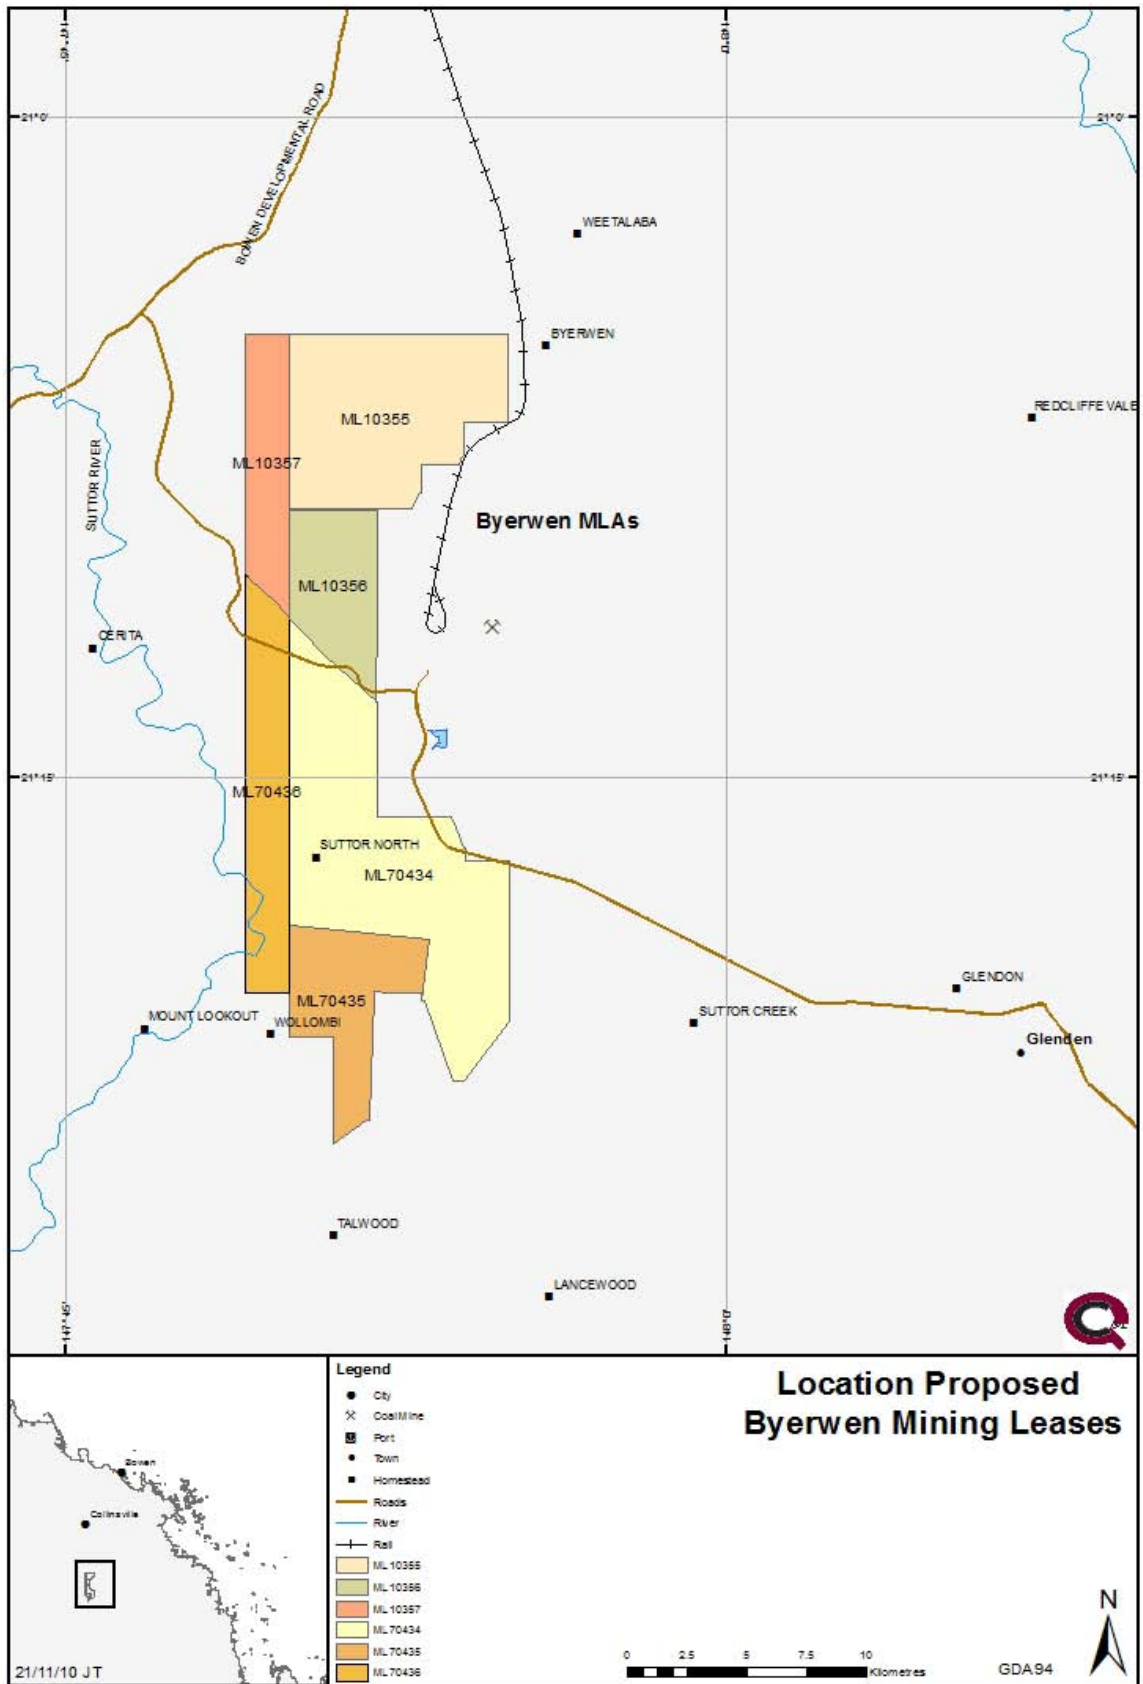 147°45'
148°0'
21°0'
21°0'
BOWEN DEVELOPMENTAL ROAD
WEETALABA
BYERWEN
REDCLIFFE VALE
ML10355
ML10357
SUTTOR RIVER
Byerwen MLAs
ML10356
CERITA
21°15'
21°15'
ML70436
SUTTOR NORTH
ML70434
GLENDON
ML70435
MOUNT LOOKOUT
WOLLOMBI
SUTTOR CREEK
Glenden
TALWOOD
LANCEWOOD
147°45'
148°0'
Legend
City
Coal Mine
Port
Town
Homestead
Roads
River
Rail
ML 10355
ML 10356
ML 10357
ML 70434
ML 70435
ML 70436
Location Proposed
Byerwen Mining Leases
Bowen
Collinsville
21/11/10 JT
0 2.5 5 7.5 10
Kilometres
GDA94
N